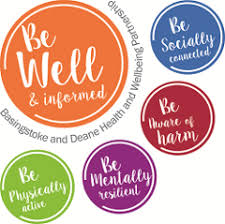 Be
Well
& informed
Basingstoke and Deane Health and Wellbeing Partnership
Be
Socially
connected
Be
Aware of
harm
Be
Mentally
resilient
Be
Physically
active